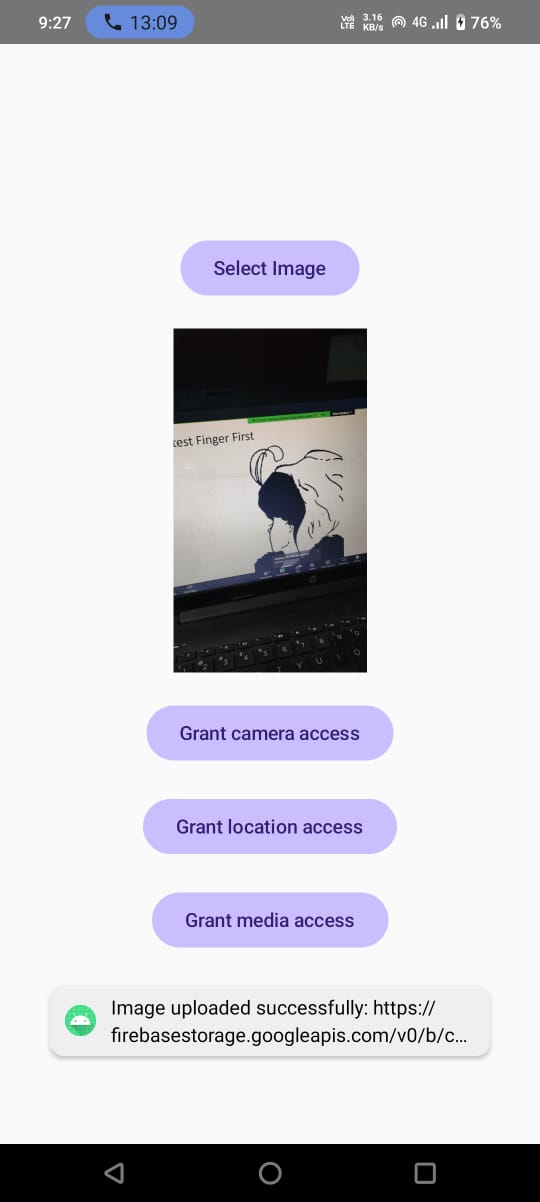 9:27 13:09 Vo) LTE 3.16 KB/s 4G 76%
Select Image
test Finger First
Grant camera access
Grant location access
Grant media access
Image uploaded successfully: https://
firebasestorage.googleapis.com/v0/b/c...